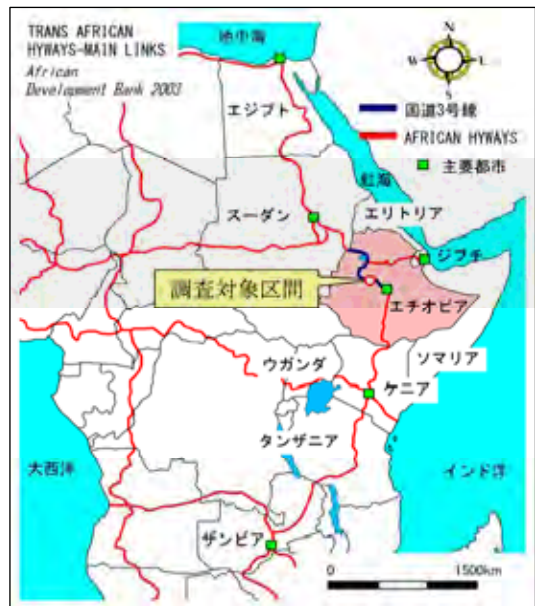 TRANS AFRICAN
HYWAYS-MAIN LINKS
African
Development Bank 2003
地中海
N
W
E
S
エジプト
国道3号線
AFRICAN HYWAYS
主要都市
紅海
スーダン
エリトリア
ジブチ
調査対象区間
エチオピア
ソマリア
ウガンダ
ケニア
タンザニア
大西洋
インド洋
ザンビア
0
1500km